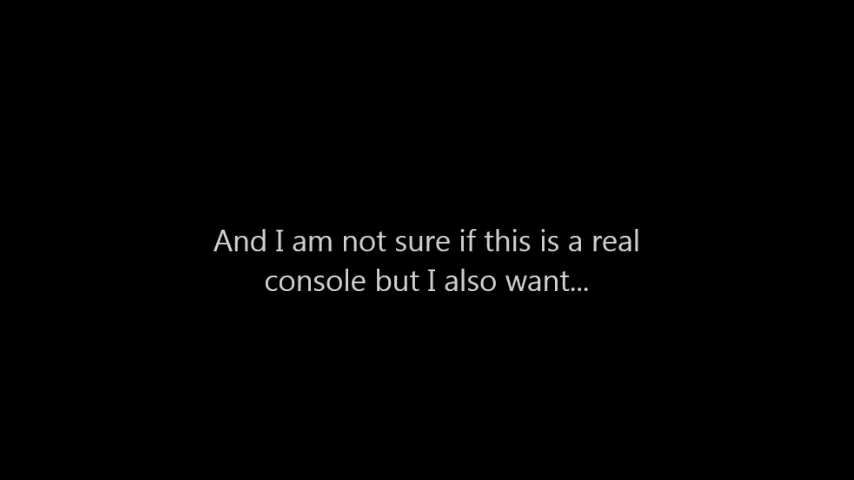 And I am not sure if this is a real
console but I also want...